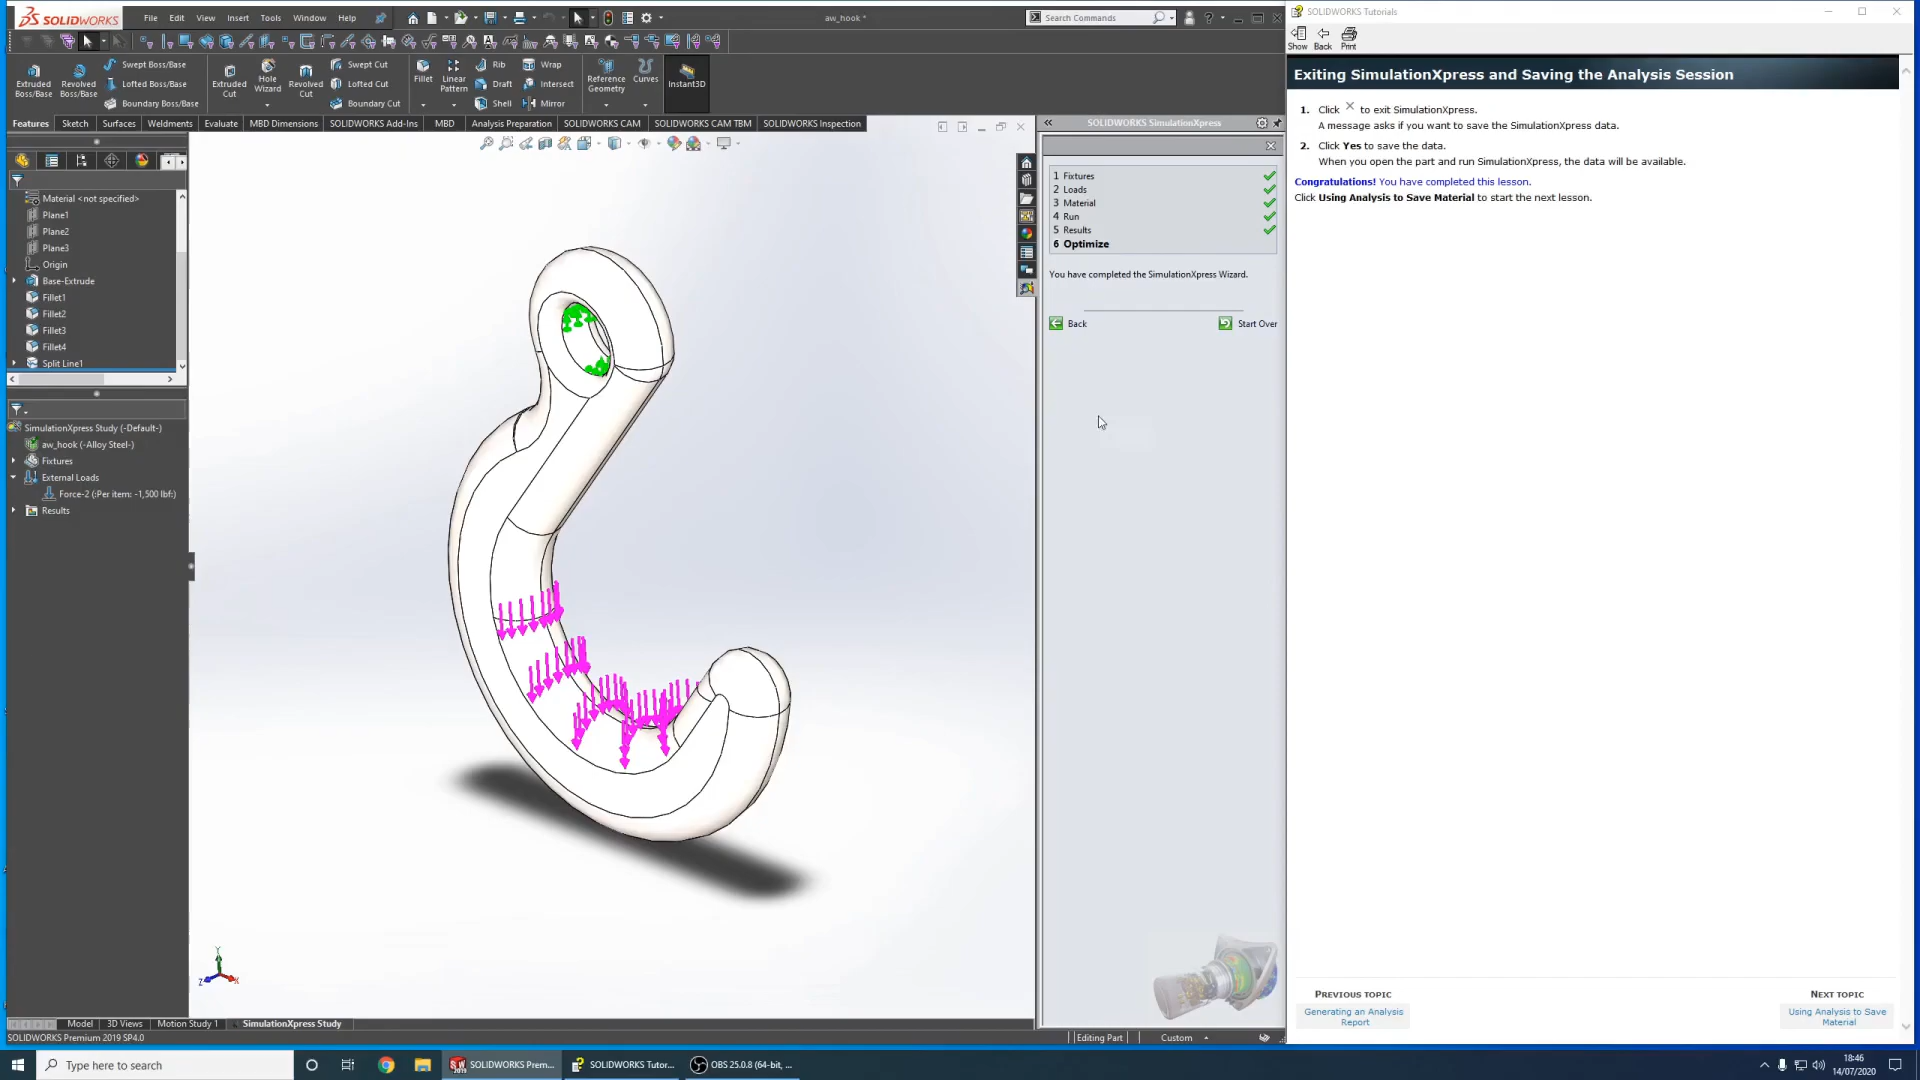 SOLIDWORKS
File Edit View Insert Tools Window Help
aw_hook *
Search Commands
Extruded Boss/Base
Revolved Boss/Base
Swept Boss/Base
Lofted Boss/Base
Boundary Boss/Base
Extruded Cut
Hole Wizard
Revolved Cut
Swept Cut
Lofted Cut
Boundary Cut
Fillet
Linear Pattern
Rib
Draft
Shell
Wrap
Intersect
Mirror
Reference Geometry
Curves
Instant3D
Features Sketch Surfaces Weldments Evaluate MBD Dimensions SOLIDWORKS Add-Ins MBD Analysis Preparation SOLIDWORKS CAM SOLIDWORKS CAM TBM SOLIDWORKS Inspection
Material <not specified>
Plane1
Plane2
Plane3
Origin
Base-Extrude
Fillet1
Fillet2
Fillet3
Fillet4
Split Line1
SimulationXpress Study (-Default-)
aw_hook (-Alloy Steel-)
Fixtures
External Loads
Force-2 (:Per item: -1,500 lbf:)
Results
Y
Z
X
Model 3D Views Motion Study 1 SimulationXpress Study
SOLIDWORKS Premium 2019 SP4.0
Editing Part
Custom
SOLIDWORKS SimulationXpress
1 Fixtures
2 Loads
3 Material
4 Run
5 Results
6 Optimize
You have completed the SimulationXpress Wizard.
Back
Start Over
SOLIDWORKS Tutorials
Show Back Print
Exiting SimulationXpress and Saving the Analysis Session
1. Click to exit SimulationXpress.
A message asks if you want to save the SimulationXpress data.
2. Click Yes to save the data.
When you open the part and run SimulationXpress, the data will be available.
Congratulations! You have completed this lesson.
Click Using Analysis to Save Material to start the next lesson.
PREVIOUS TOPIC
Generating an Analysis
Report
NEXT TOPIC
Using Analysis to Save
Material
Type here to search
SOLIDWORKS Prem...
SOLIDWORKS Tutor...
OBS 25.0.8 (64-bit, ...
18:46
14/07/2020